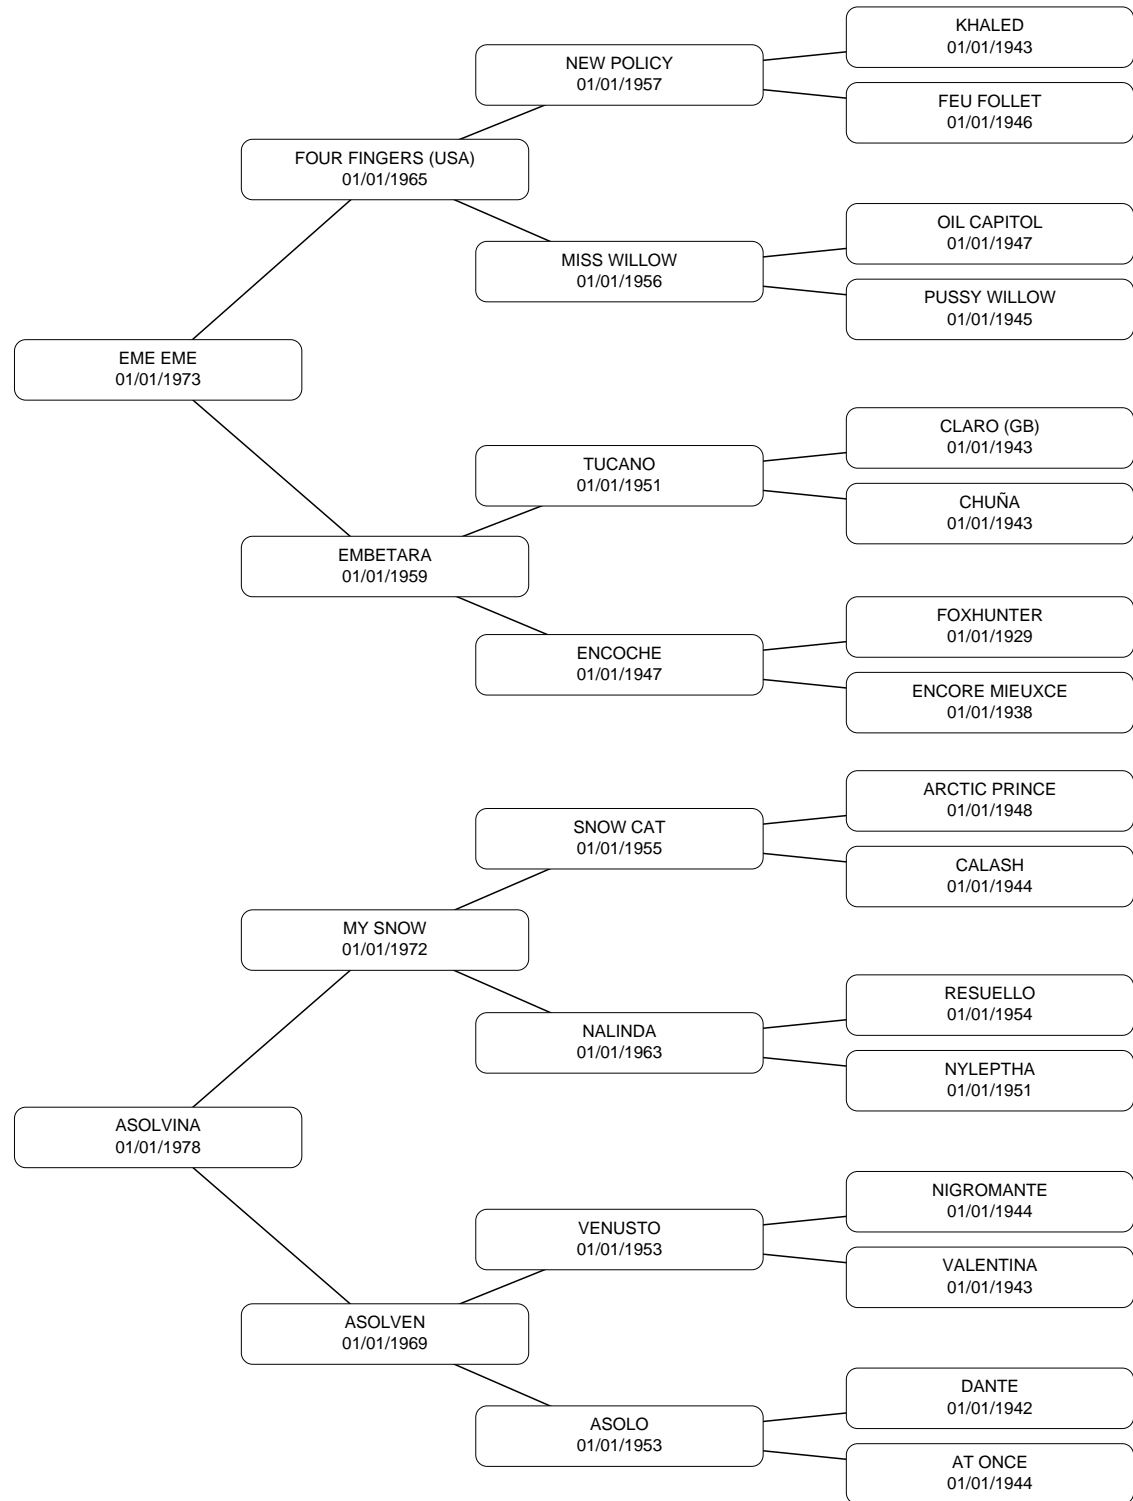 KHALED
01/01/1943
NEW POLICY
01/01/1957
FEU FOLLET
01/01/1946
FOUR FINGERS (USA)
01/01/1965
OIL CAPITOL
01/01/1947
MISS WILLOW
01/01/1956
PUSSY WILLOW
01/01/1945
EME EME
01/01/1973
CLARO (GB)
01/01/1943
TUCANO
01/01/1951
CHUÑA
01/01/1943
EMBETARA
01/01/1959
FOXHUNTER
01/01/1929
ENCOCHE
01/01/1947
ENCORE MIEUXCE
01/01/1938
ARCTIC PRINCE
01/01/1948
SNOW CAT
01/01/1955
CALASH
01/01/1944
MY SNOW
01/01/1972
RESUELLO
01/01/1954
NALINDA
01/01/1963
NYLEPTHA
01/01/1951
ASOLVINA
01/01/1978
NIGROMANTE
01/01/1944
VENUSTO
01/01/1953
VALENTINA
01/01/1943
ASOLVEN
01/01/1969
DANTE
01/01/1942
ASOLO
01/01/1953
AT ONCE
01/01/1944